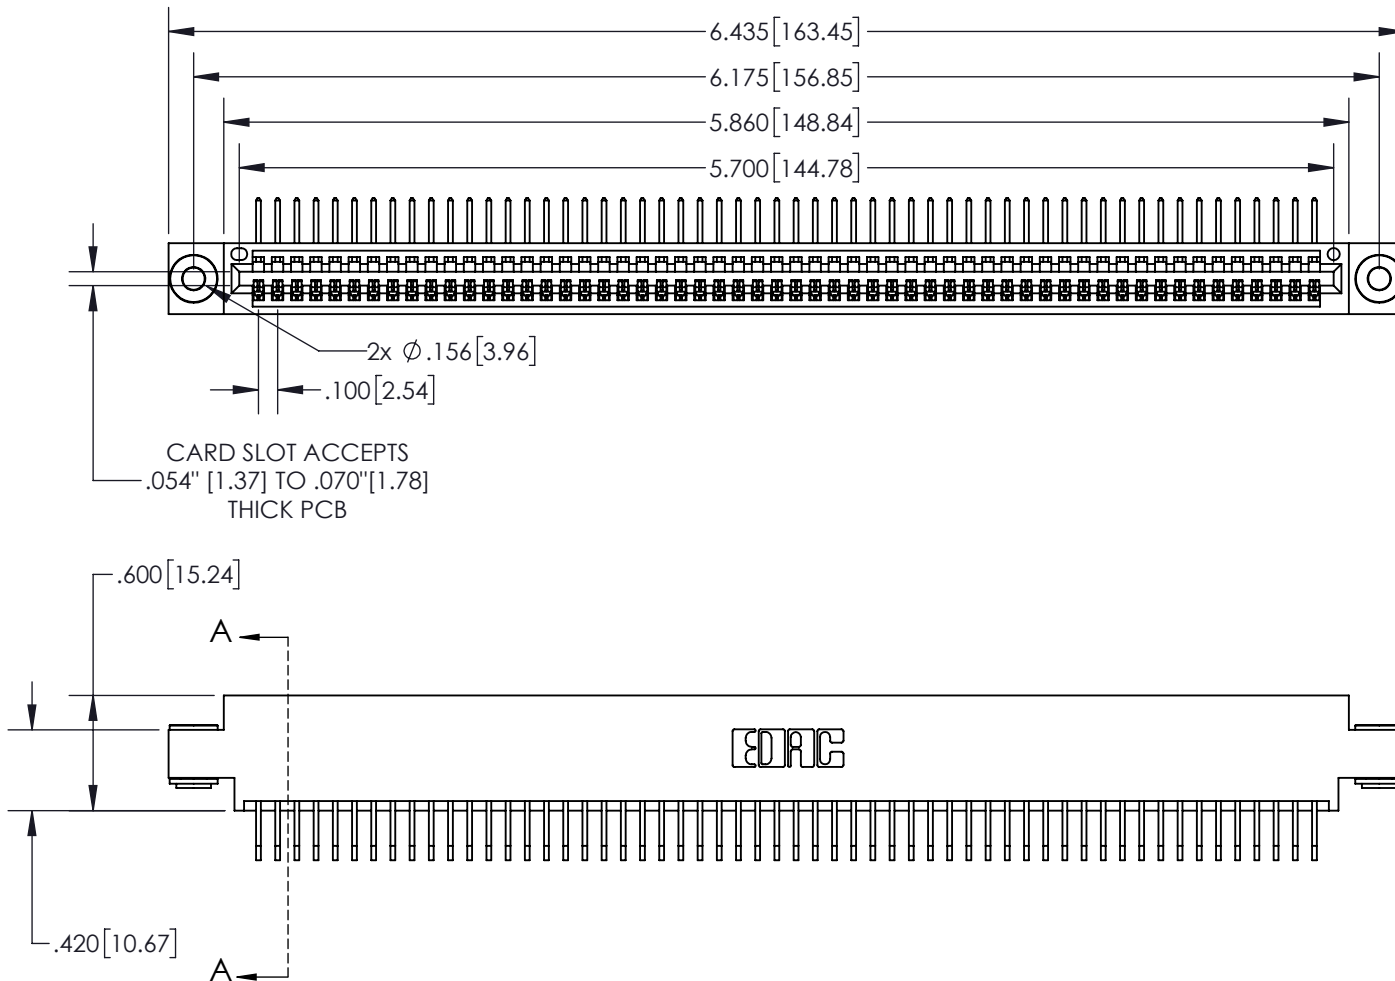 6.435[163.45]
6.175[156.85]
5.860[148.84]
5.700[144.78]
2x Ø.156[3.96]
.100[2.54]
CARD SLOT ACCEPTS
.054" [1.37] TO .070"[1.78]
THICK PCB
.600[15.24]
A
EDAC
.420[10.67]
A